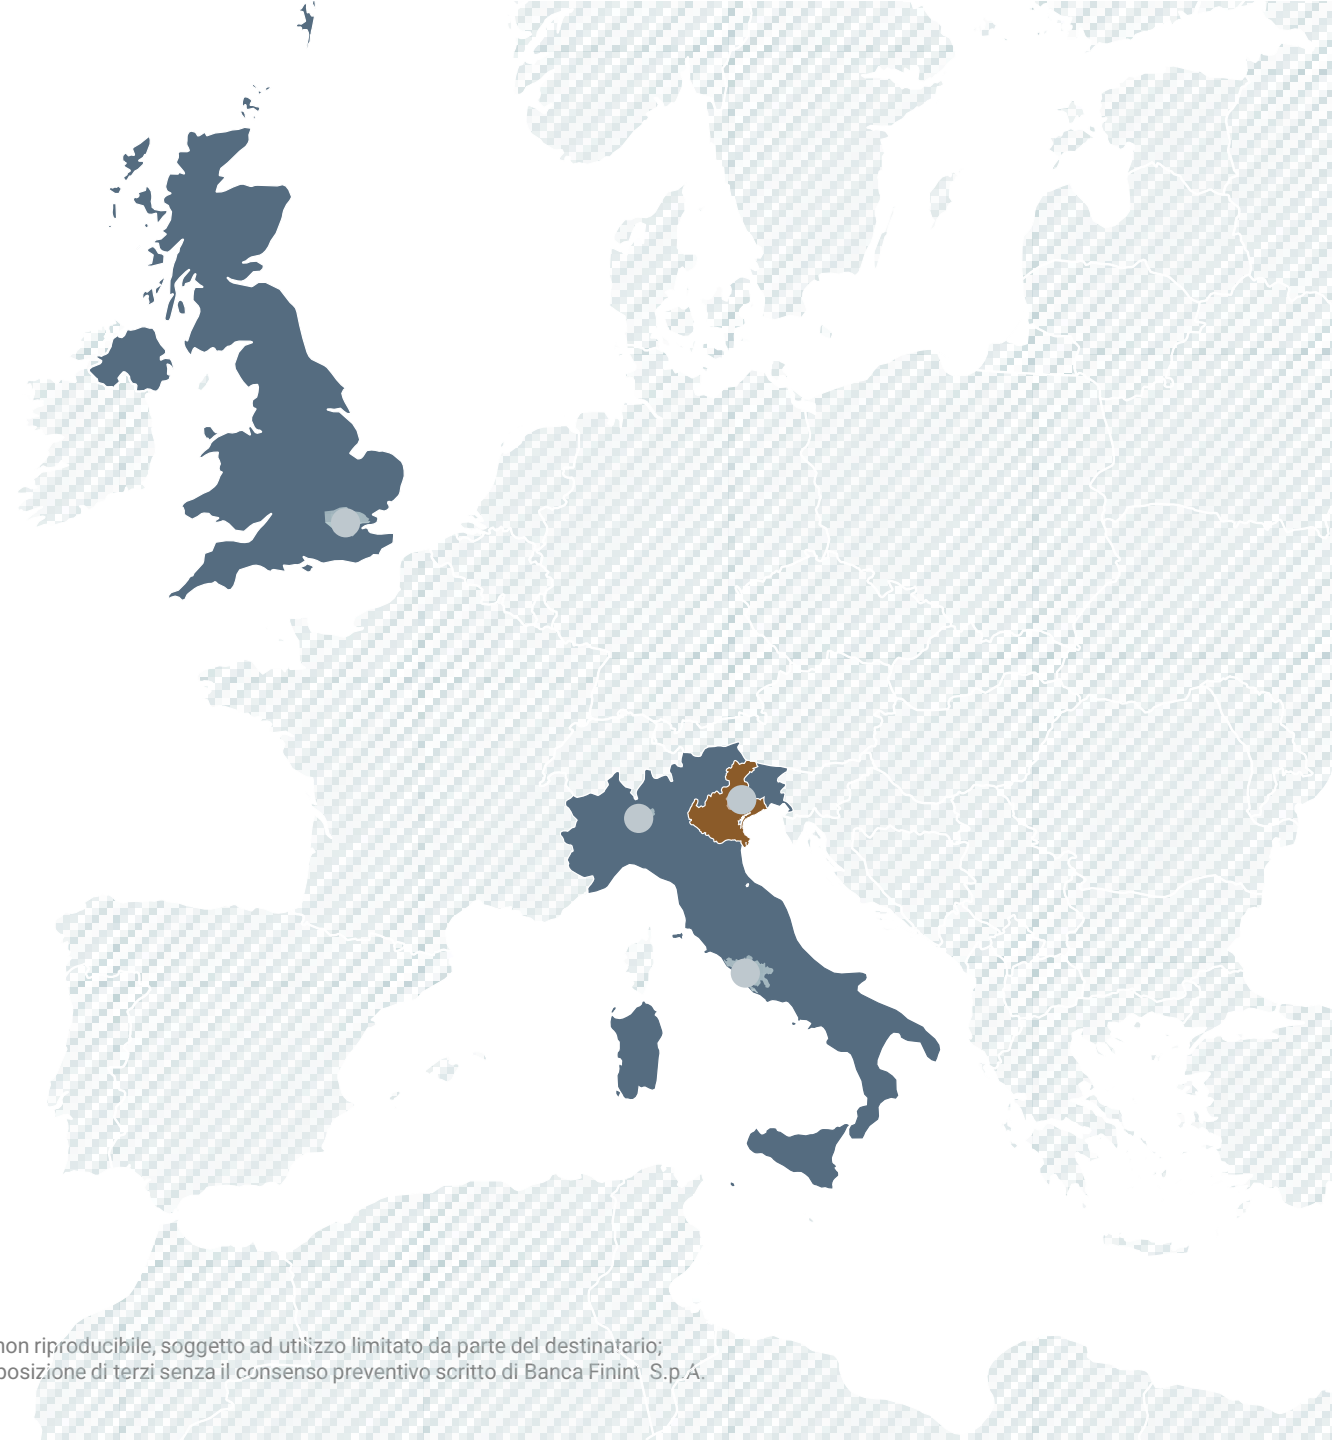 non riproducibile, soggetto ad utilizzo limitato da parte del destinatario;
posizione di terzi senza il consenso preventivo scritto di Banca Finint S.p.A.